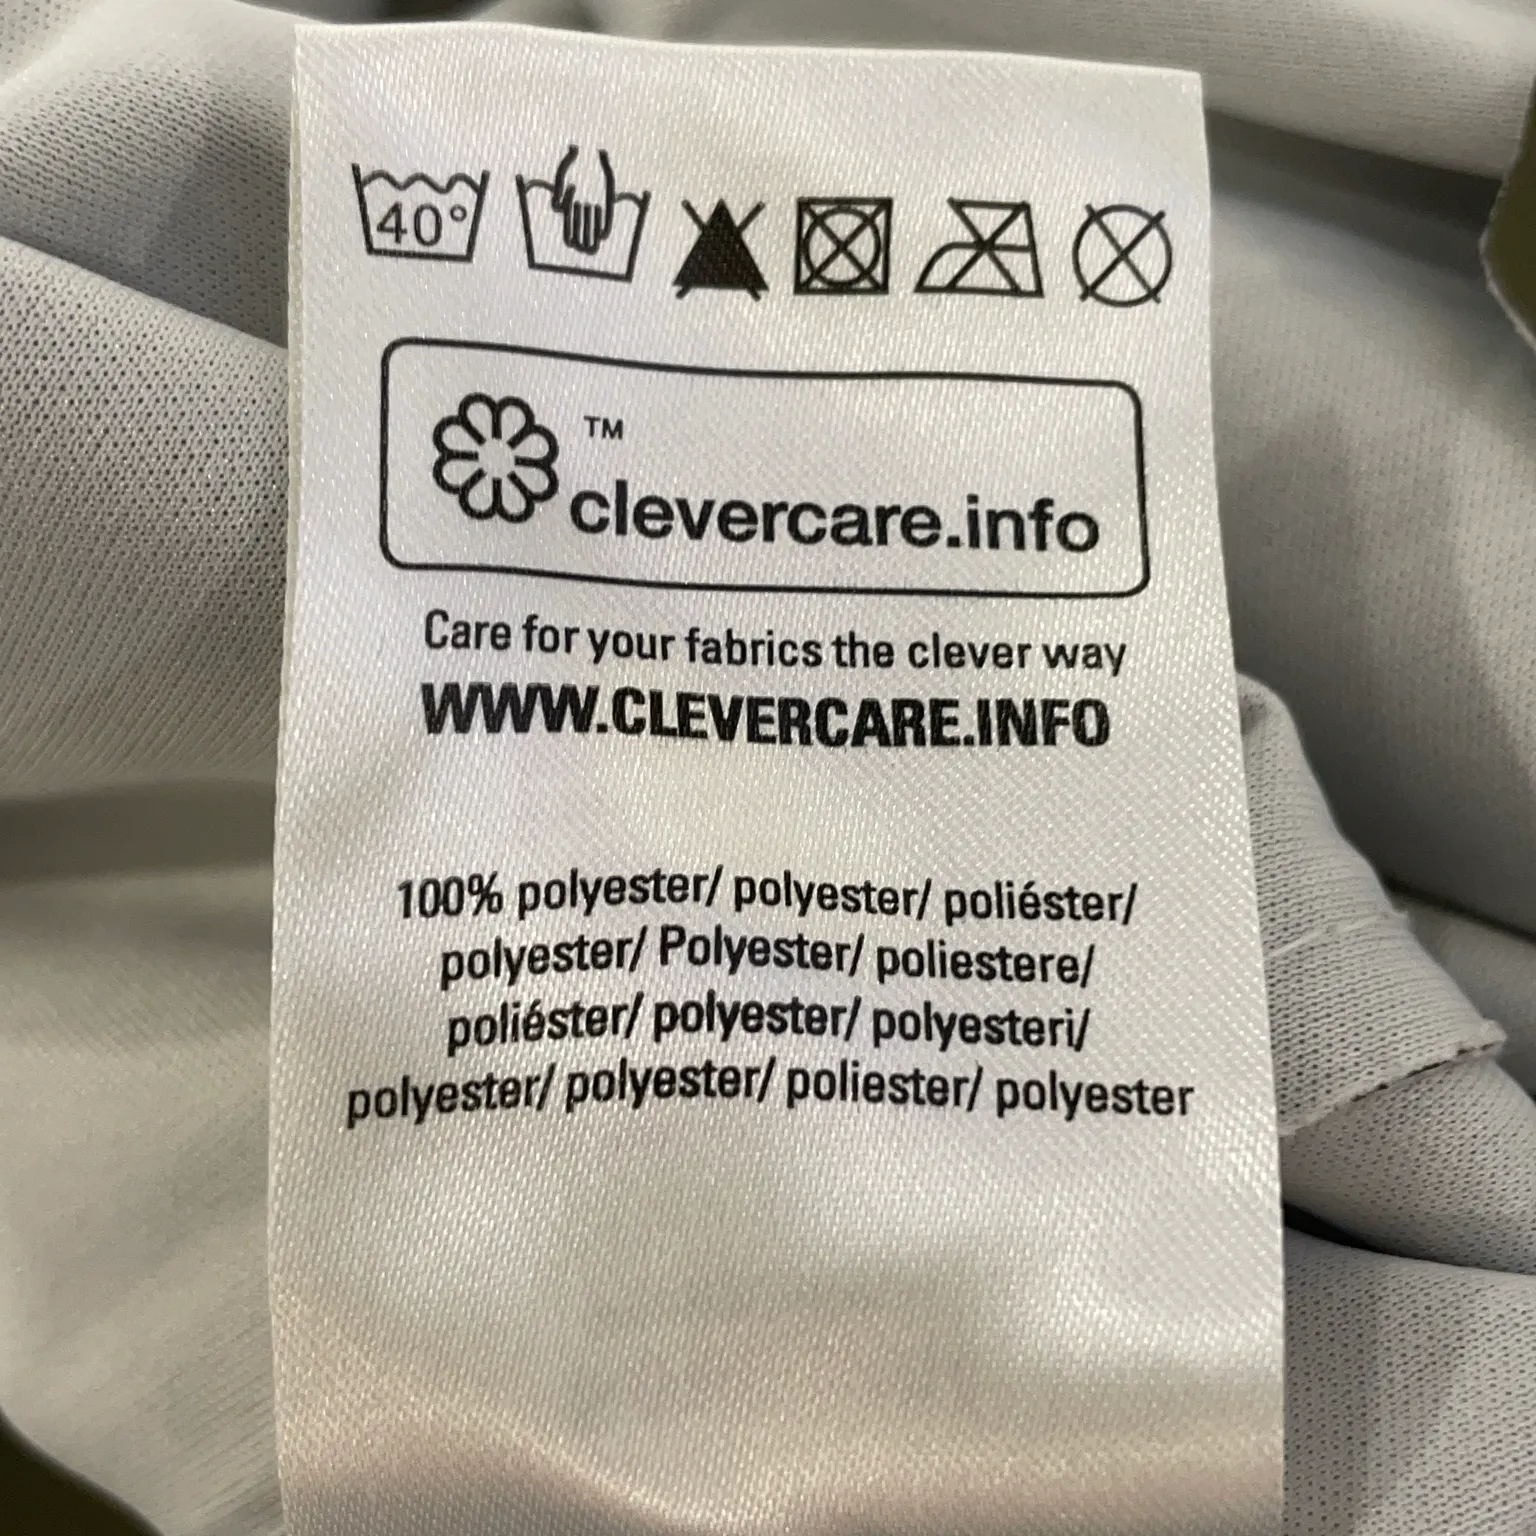 40°
™
clevercare.info
Care for your fabrics the clever way
WWW.CLEVERCARE.INFO
100% polyester/ polyester/ poliéster/
polyester/ Polyester/ poliestere/
poliéster/ polyester/ polyesteri/
polyester/ polyester/ poliester/ polyester